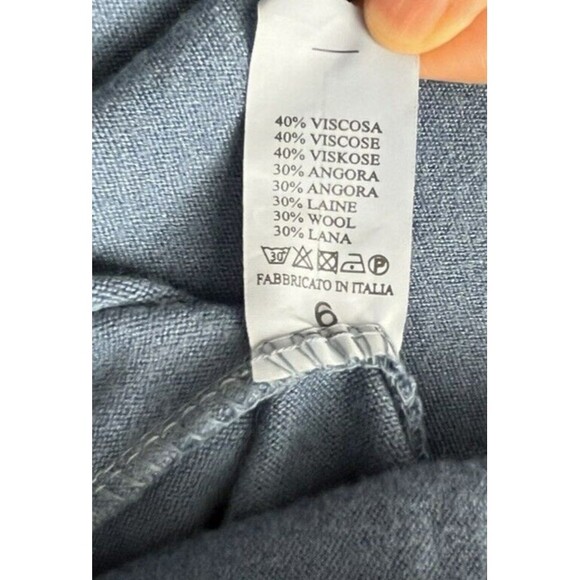 40% VISCOSA
40% VISCOSE
40% VISKOSE
30% ANGORA
30% ANGORA
30% LAINE
30% WOOL
30% LANA
30 P
FABBRICATO IN ITALIA
6